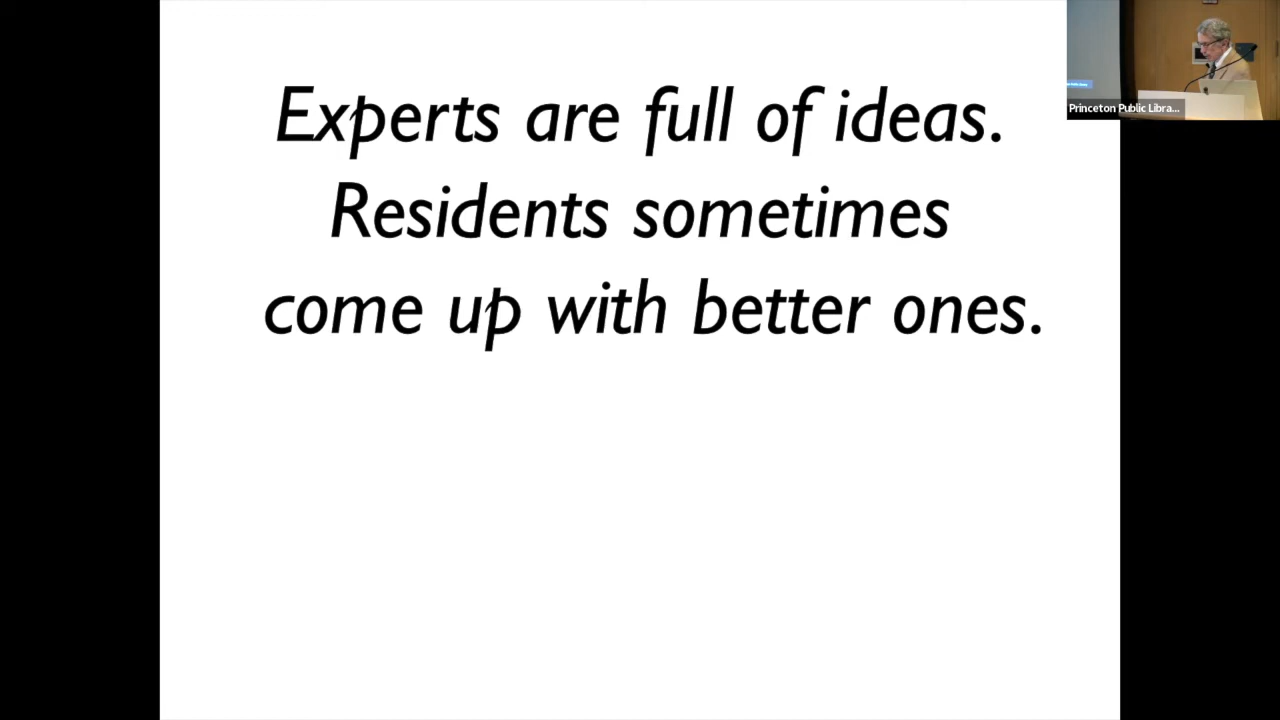 Experts are full of ideas.
Residents sometimes
come up with better ones.
Princeton Public Libra...